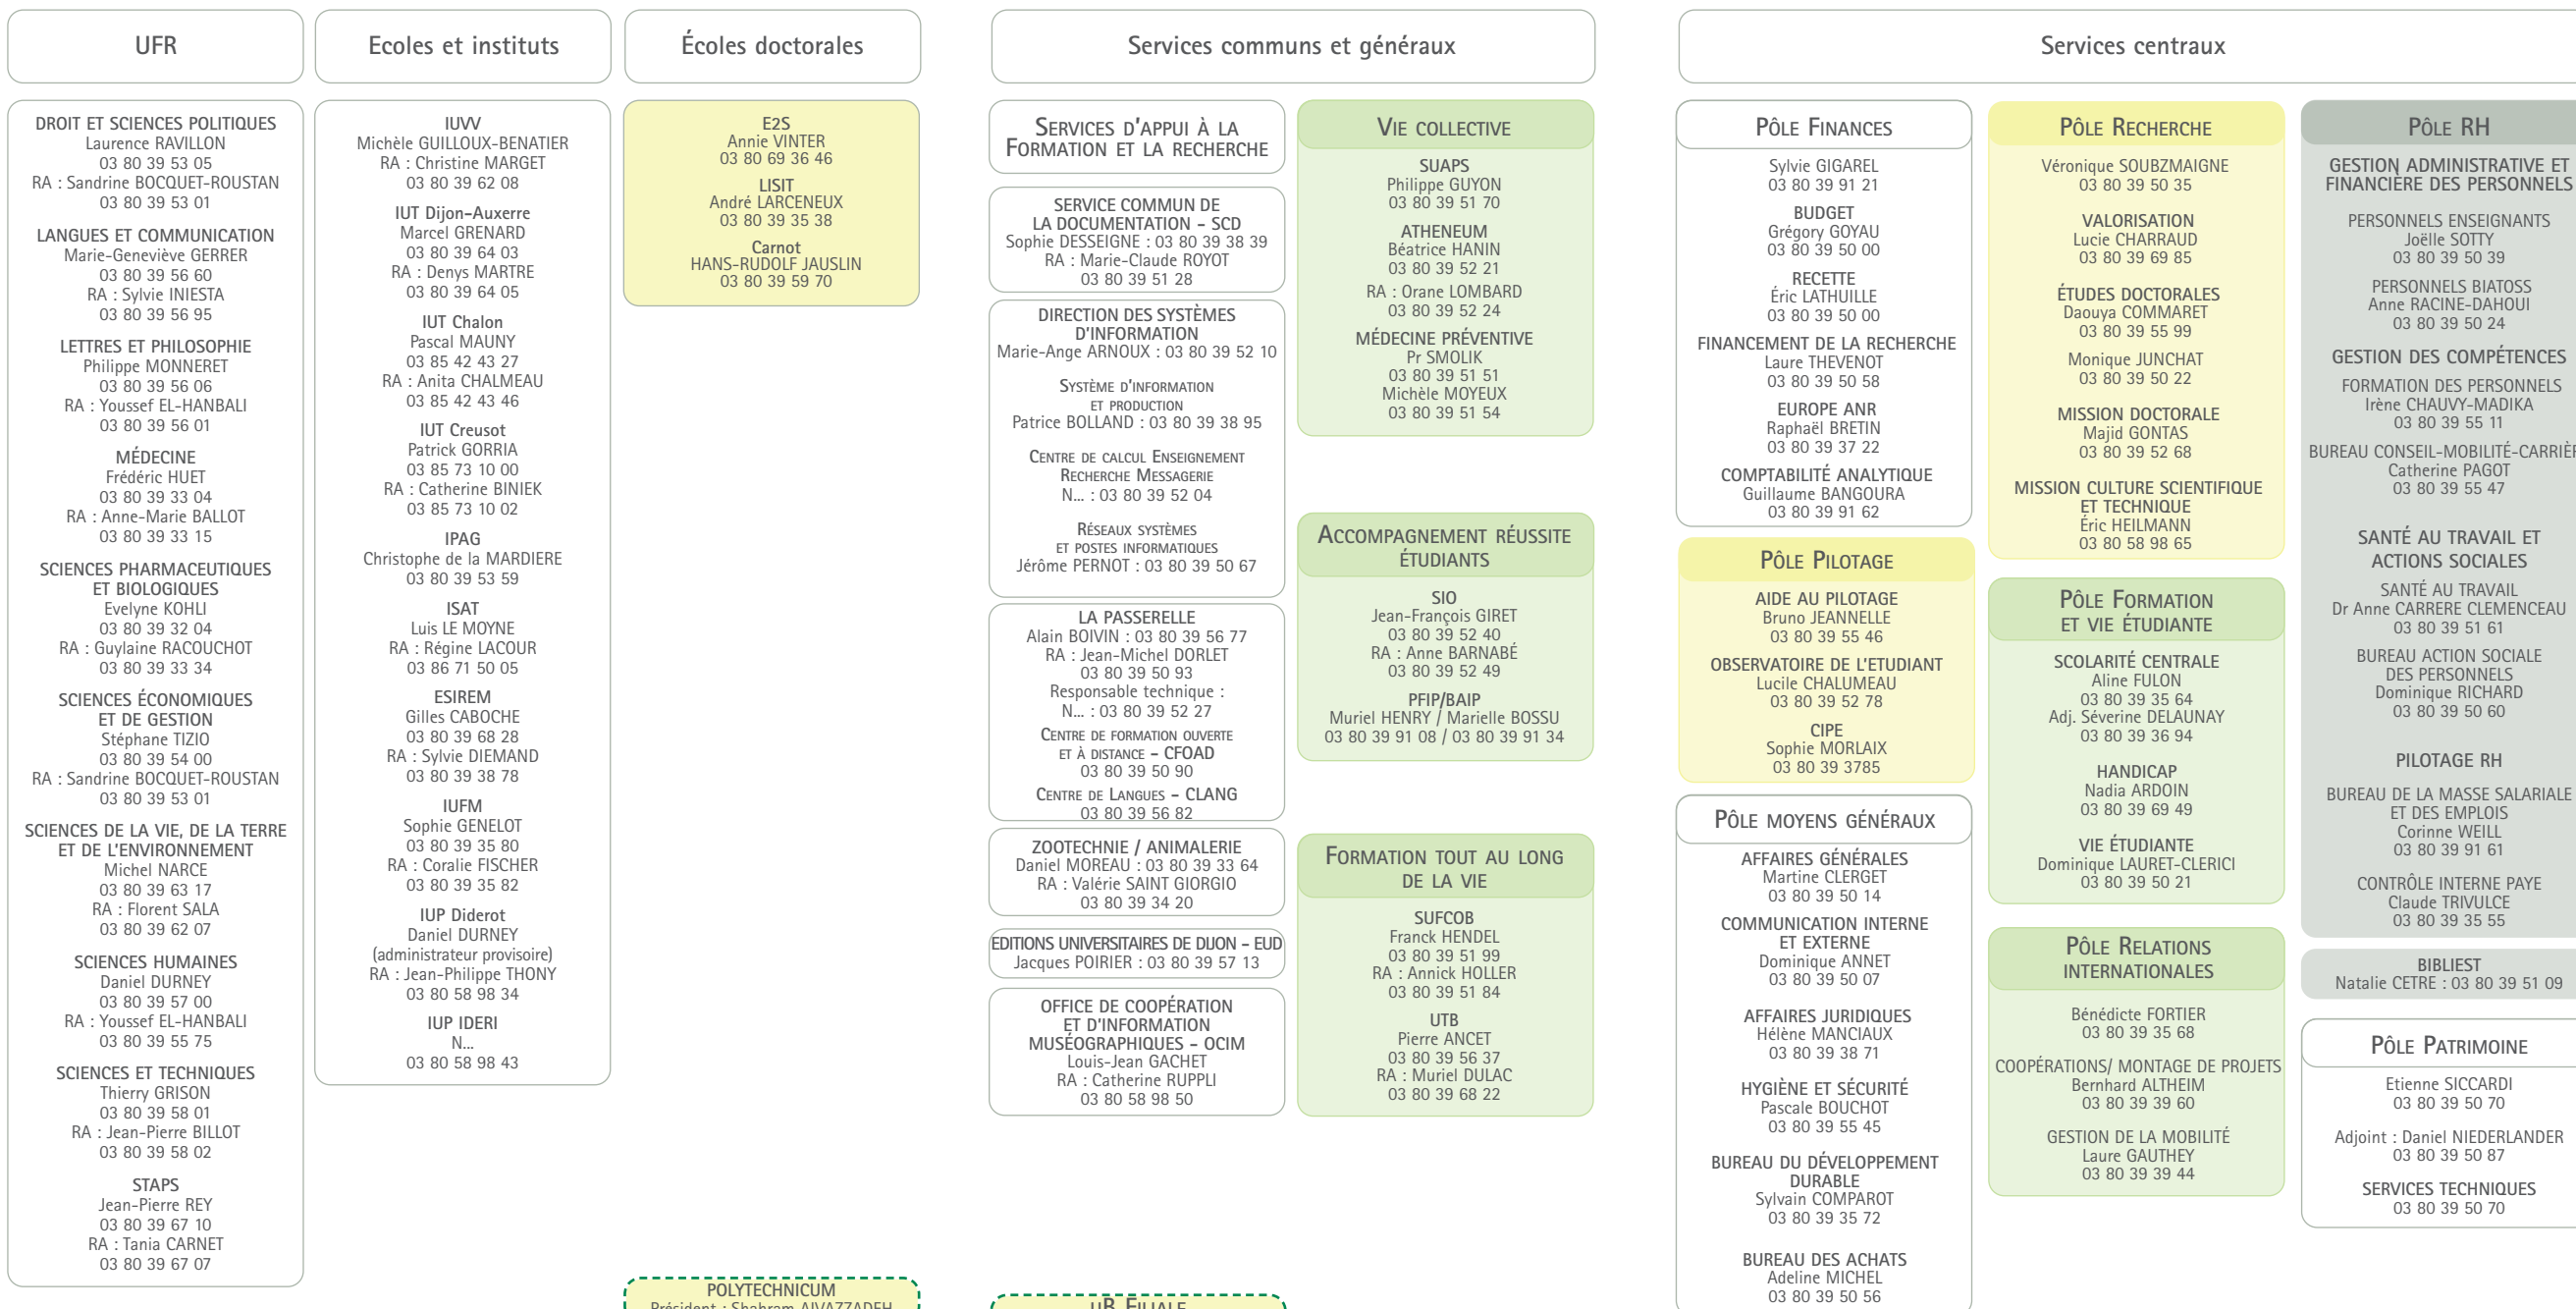 UFR
DROIT ET SCIENCES POLITIQUES
Laurence RAVILLON
03 80 39 53 05
RA : Sandrine BOCQUET-ROUSTAN
03 80 39 53 01
LANGUES ET COMMUNICATION
Marie-Geneviève GERRER
03 80 39 56 60
RA : Sylvie INIESTA
03 80 39 56 95
LETTRES ET PHILOSOPHIE
Philippe MONNERET
03 80 39 56 06
RA : Youssef EL-HANBALI
03 80 39 56 01
MÉDECINE
Frédéric HUET
03 80 39 33 04
RA : Anne-Marie BALLOT
03 80 39 33 15
SCIENCES PHARMACEUTIQUES
ET BIOLOGIQUES
Evelyne KOHLI
03 80 39 32 04
RA : Guylaine RACOUCHOT
03 80 39 33 34
SCIENCES ÉCONOMIQUES
ET DE GESTION
Stéphane TIZIO
03 80 39 54 00
RA : Sandrine BOCQUET-ROUSTAN
03 80 39 53 01
SCIENCES DE LA VIE, DE LA TERRE
ET DE L'ENVIRONNEMENT
Michel NARCE
03 80 39 63 17
RA : Florent SALA
03 80 39 62 07
SCIENCES HUMAINES
Daniel DURNEY
03 80 39 57 00
RA : Youssef EL-HANBALI
03 80 39 55 75
SCIENCES ET TECHNIQUES
Thierry GRISON
03 80 39 58 01
RA : Jean-Pierre BILLOT
03 80 39 58 02
STAPS
Jean-Pierre REY
03 80 39 67 10
RA : Tania CARNET
03 80 39 67 07
Ecoles et instituts
IUVV
Michèle GUILLOUX-BENATIER
RA : Christine MARGET
03 80 39 62 08
IUT Dijon-Auxerre
Marcel GRENARD
03 80 39 64 03
RA : Denys MARTRE
03 80 39 64 05
IUT Chalon
Pascal MAUNY
03 85 42 43 27
RA : Anita CHALMEAU
03 85 42 43 46
IUT Creusot
Patrick GORRIA
03 85 73 10 00
RA : Catherine BINIEK
03 85 73 10 02
IPAG
Christophe de la MARDIERE
03 80 39 53 59
ISAT
Luis LE MOYNE
RA : Régine LACOUR
03 86 71 50 05
ESIREM
Gilles CABOCHE
03 80 39 68 28
RA : Sylvie DIEMAND
03 80 39 38 78
IUFM
Sophie GENELOT
03 80 39 35 80
RA : Coralie FISCHER
03 80 39 35 82
IUP Diderot
Daniel DURNEY
(administrateur provisoire)
RA : Jean-Philippe THONY
03 80 58 98 34
IUP IDERI
N...
03 80 58 98 43
Écoles doctorales
E2S
Annie VINTER
03 80 69 36 46
LISIT
André LARCENEUX
03 80 39 35 38
Carnot
HANS-RUDOLF JAUSLIN
03 80 39 59 70
POLYTECHNICUM
Président : Shahram AIVAZZADEH
Services communs et généraux
SERVICES D'APPUI À LA
FORMATION ET LA RECHERCHE
SERVICE COMMUN DE
LA DOCUMENTATION - SCD
Sophie DESSEIGNE : 03 80 39 38 39
RA : Marie-Claude ROYOT
03 80 39 51 28
DIRECTION DES SYSTÈMES
D'INFORMATION
Marie-Ange ARNOUX : 03 80 39 52 10
SYSTÈME D'INFORMATION
ET PRODUCTION
Patrice BOLLAND : 03 80 39 38 95
CENTRE DE CALCUL ENSEIGNEMENT
RECHERCHE MESSAGERIE
N... : 03 80 39 52 04
RÉSEAUX SYSTÈMES
ET POSTES INFORMATIQUES
Jérôme PERNOT : 03 80 39 50 67
LA PASSERELLE
Alain BOIVIN : 03 80 39 56 77
RA : Jean-Michel DORLET
03 80 39 50 93
Responsable technique :
N... : 03 80 39 52 27
CENTRE DE FORMATION OUVERTE
ET À DISTANCE - CFOAD
03 80 39 50 90
CENTRE DE LANGUES - CLANG
03 80 39 56 82
ZOOTECHNIE / ANIMALERIE
Daniel MOREAU : 03 80 39 33 64
RA : Valérie SAINT GIORGIO
03 80 39 34 20
EDITIONS UNIVERSITAIRES DE DIJON - EUD
Jacques POIRIER : 03 80 39 57 13
OFFICE DE COOPÉRATION
ET D'INFORMATION
MUSÉOGRAPHIQUES - OCIM
Louis-Jean GACHET
RA : Catherine RUPPLI
03 80 58 98 50
uB FILIALE
VIE COLLECTIVE
SUAPS
Philippe GUYON
03 80 39 51 70
ATHENEUM
Béatrice HANIN
03 80 39 52 21
RA : Orane LOMBARD
03 80 39 52 24
MÉDECINE PRÉVENTIVE
Pr SMOLIK
03 80 39 51 51
Michèle MOYEUX
03 80 39 51 54
ACCOMPAGNEMENT RÉUSSITE
ÉTUDIANTS
SIO
Jean-François GIRET
03 80 39 52 40
RA : Anne BARNABÉ
03 80 39 52 49
PFIP/BAIP
Muriel HENRY / Marielle BOSSU
03 80 39 91 08 / 03 80 39 91 34
FORMATION TOUT AU LONG
DE LA VIE
SUFCOB
Franck HENDEL
03 80 39 51 99
RA : Annick HOLLER
03 80 39 51 84
UTB
Pierre ANCET
03 80 39 56 37
RA : Muriel DULAC
03 80 39 68 22
Services centraux
PÔLE FINANCES
Sylvie GIGAREL
03 80 39 91 21
BUDGET
Grégory GOYAU
03 80 39 50 00
RECETTE
Éric LATHUILLE
03 80 39 50 00
FINANCEMENT DE LA RECHERCHE
Laure THEVENOT
03 80 39 50 58
EUROPE ANR
Raphaël BRETIN
03 80 39 37 22
COMPTABILITÉ ANALYTIQUE
Guillaume BANGOURA
03 80 39 91 62
PÔLE PILOTAGE
AIDE AU PILOTAGE
Bruno JEANNELLE
03 80 39 55 46
OBSERVATOIRE DE L'ETUDIANT
Lucile CHALUMEAU
03 80 39 52 78
CIPE
Sophie MORLAIX
03 80 39 3785
PÔLE MOYENS GÉNÉRAUX
AFFAIRES GÉNÉRALES
Martine CLERGET
03 80 39 50 14
COMMUNICATION INTERNE
ET EXTERNE
Dominique ANNET
03 80 39 50 07
AFFAIRES JURIDIQUES
Hélène MANCIAUX
03 80 39 38 71
HYGIÈNE ET SÉCURITÉ
Pascale BOUCHOT
03 80 39 55 45
BUREAU DU DÉVELOPPEMENT
DURABLE
Sylvain COMPAROT
03 80 39 35 72
BUREAU DES ACHATS
Adeline MICHEL
03 80 39 50 56
PÔLE RECHERCHE
Véronique SOUBZMAIGNE
03 80 39 50 35
VALORISATION
Lucie CHARRAUD
03 80 39 69 85
ÉTUDES DOCTORALES
Daouya COMMARET
03 80 39 55 99
Monique JUNCHAT
03 80 39 50 22
MISSION DOCTORALE
Majid GONTAS
03 80 39 52 68
MISSION CULTURE SCIENTIFIQUE
ET TECHNIQUE
Éric HEILMANN
03 80 58 98 65
PÔLE FORMATION
ET VIE ÉTUDIANTE
SCOLARITÉ CENTRALE
Aline FULON
03 80 39 35 64
Adj. Séverine DELAUNAY
03 80 39 36 94
HANDICAP
Nadia ARDOIN
03 80 39 69 49
VIE ÉTUDIANTE
Dominique LAURET-CLERICI
03 80 39 50 21
PÔLE RELATIONS
INTERNATIONALES
Bénédicte FORTIER
03 80 39 35 68
COOPÉRATIONS/ MONTAGE DE PROJETS
Bernhard ALTHEIM
03 80 39 39 60
GESTION DE LA MOBILITÉ
Laure GAUTHEY
03 80 39 39 44
PÔLE RH
GESTION ADMINISTRATIVE ET
FINANCIÈRE DES PERSONNELS
PERSONNELS ENSEIGNANTS
Joëlle SOTTY
03 80 39 50 39
PERSONNELS BIATOSS
Anne RACINE-DAHOUI
03 80 39 50 24
GESTION DES COMPÉTENCES
FORMATION DES PERSONNELS
Irène CHAUVY-MADIKA
03 80 39 55 11
BUREAU CONSEIL-MOBILITÉ-CARRIÈR
Catherine PAGOT
03 80 39 55 47
SANTÉ AU TRAVAIL ET
ACTIONS SOCIALES
SANTÉ AU TRAVAIL
Dr Anne CARRERE CLEMENCEAU
03 80 39 51 61
BUREAU ACTION SOCIALE
DES PERSONNELS
Dominique RICHARD
03 80 39 50 60
PILOTAGE RH
BUREAU DE LA MASSE SALARIALE
ET DES EMPLOIS
Corinne WEILL
03 80 39 91 61
CONTRÔLE INTERNE PAYE
Claude TRIVULCE
03 80 39 35 55
BIBLIEST
Natalie CETRE : 03 80 39 51 09
PÔLE PATRIMOINE
Etienne SICCARDI
03 80 39 50 70
Adjoint : Daniel NIEDERLANDER
03 80 39 50 87
SERVICES TECHNIQUES
03 80 39 50 70